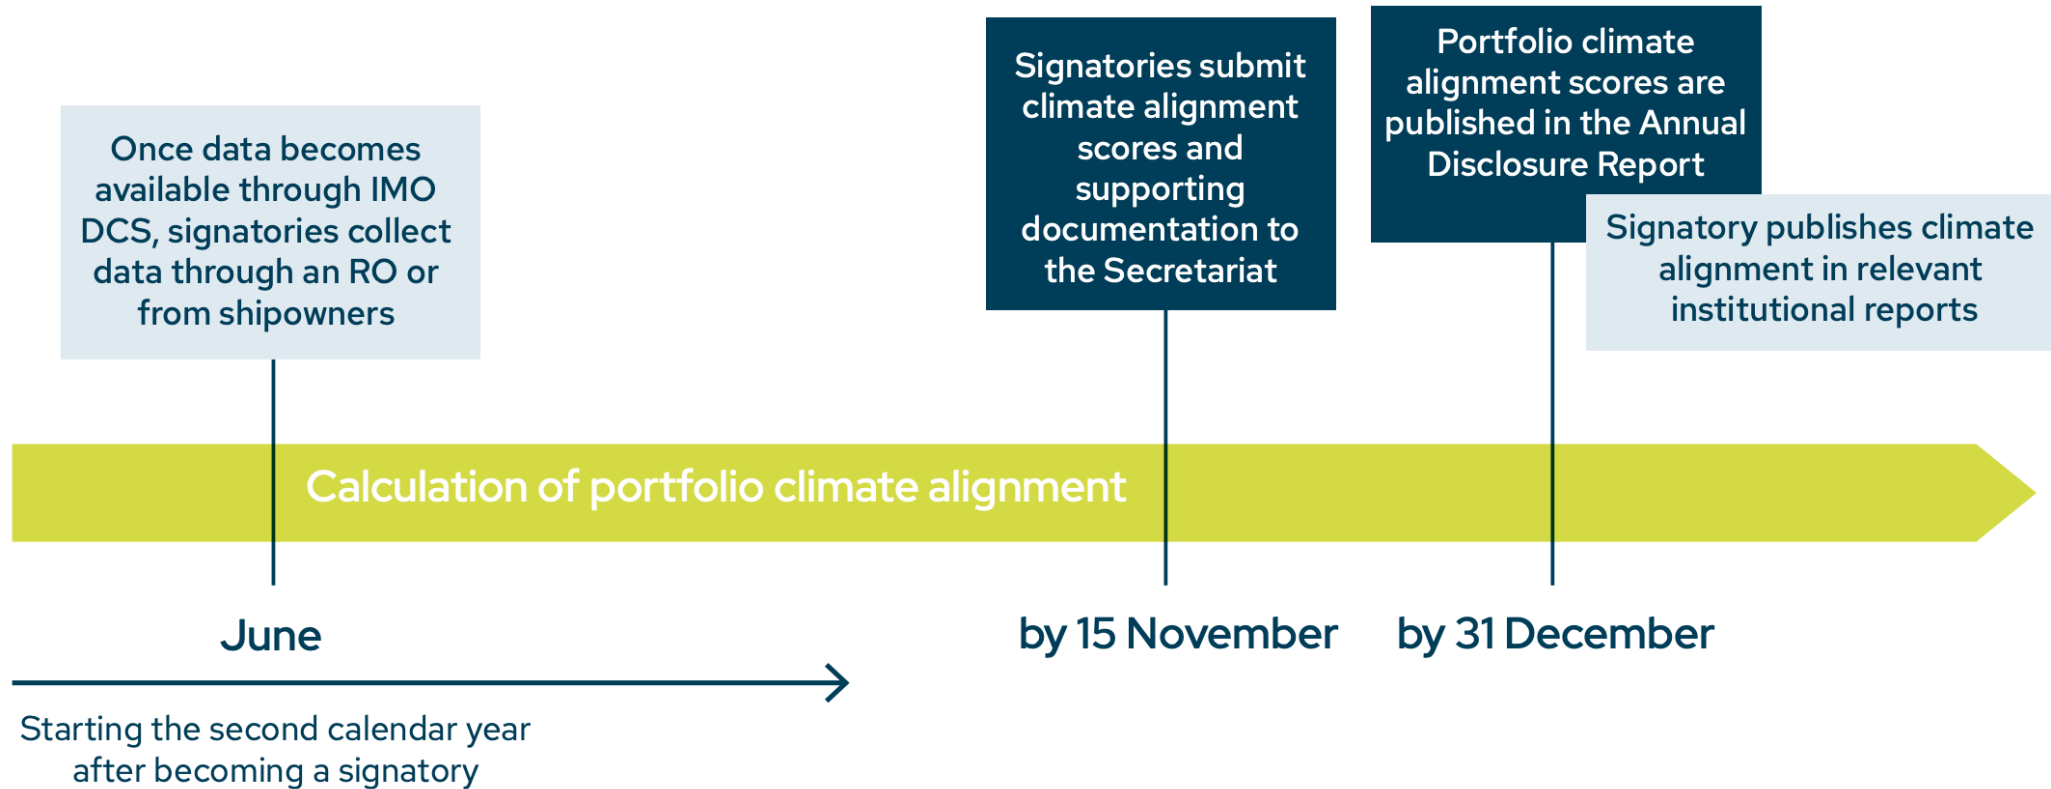 Once data becomes
available through IMO
DCS, signatories collect
data through an RO or
from shipowners
Signatories submit
climate alignment
scores and
supporting
documentation to
the Secretariat
Portfolio climate
alignment scores are
published in the Annual
Disclosure Report
Signatory publishes climate
alignment in relevant
institutional reports
Calculation of portfolio climate alignment
June
by 15 November
by 31 December
Starting the second calendar year
after becoming a signatory